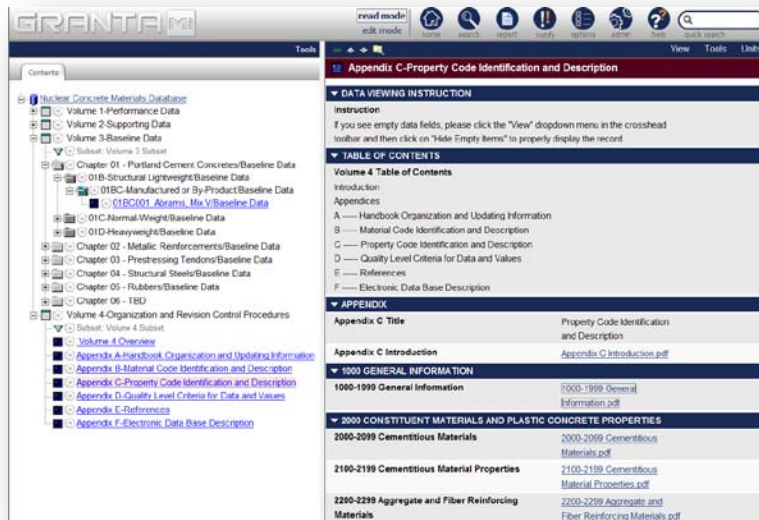 GRANTA MI
read mode
edit mode
home
search
report
notify
options
admin
help
quick search
Tools
View Tools Units
Contents
Appendix C-Property Code Identification and Description
Nuclear Concrete Materials Database
Volume 1-Performance Data
Volume 2-Supporting Data
Volume 3-Baseline Data
Subset: Volume 3 Subset
Chapter 01 - Portland Cement Concretes/Baseline Data
01B-Structural Lightweight/Baseline Data
01BC-Manufactured or By-Product/Baseline Data
01BC001 Abrams, Mix V/Baseline Data
01C-Normal-Weight/Baseline Data
01D-Heavyweight/Baseline Data
Chapter 02 - Metallic Reinforcements/Baseline Data
Chapter 03 - Prestressing Tendons/Baseline Data
Chapter 04 - Structural Steels/Baseline Data
Chapter 05 - Rubbers/Baseline Data
Chapter 06 - TBD
Volume 4-Organization and Revision Control Procedures
Subset: Volume 4 Subset
Volume 4 Overview
Appendix A-Handbook Organization and Updating Information
Appendix B-Material Code Identification and Description
Appendix C-Property Code Identification and Description
Appendix D-Quality Level Criteria for Data and Values
Appendix E-References
Appendix F-Electronic Data Base Description
DATA VIEWING INSTRUCTION
Instruction
If you see empty data fields, please click the "View" dropdown menu in the crosshead
toolbar and then click on "Hide Empty Items" to properly display the record.
TABLE OF CONTENTS
Volume 4 Table of Contents
Introduction
Appendices
A ----- Handbook Organization and Updating Information
B ----- Material Code Identification and Description
C ----- Property Code Identification and Description
D ----- Quality Level Criteria for Data and Values
E ----- References
F ----- Electronic Data Base Description
APPENDIX
Appendix C Title Property Code Identification
and Description
Appendix C Introduction Appendix C Introduction.pdf
1000 GENERAL INFORMATION
1000-1999 General Information 1000-1999 General
Information.pdf
2000 CONSTITUENT MATERIALS AND PLASTIC CONCRETE PROPERTIES
2000-2099 Cementitious Materials 2000-2099 Cementitious
Materials.pdf
2100-2199 Cementitious Material Properties 2100-2199 Cementitious
Material Properties.pdf
2200-2299 Aggregate and Fiber Reinforcing 2200-2299 Aggregate and
Materials Fiber Reinforcing Materials.pdf